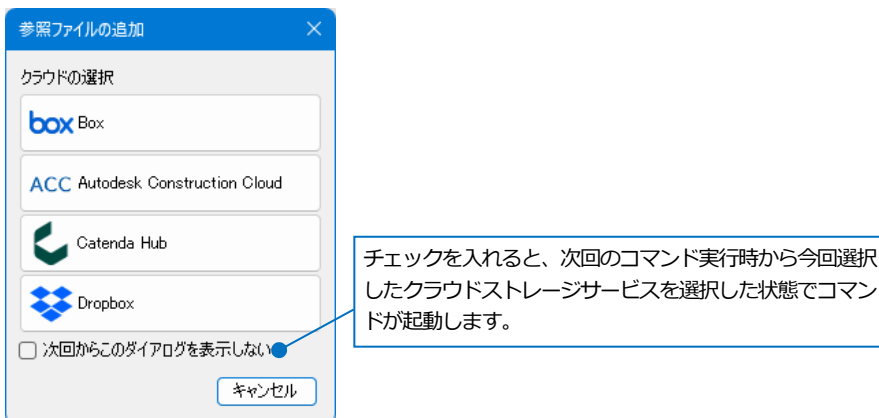 参照ファイルの追加
クラウドの選択
box Box
ACC Autodesk Construction Cloud
Catenda Hub
Dropbox
次回からこのダイアログを表示しない
キャンセル
チェックを入れると、次回のコマンド実行時から今回選択
したクラウドストレージサービスを選択した状態でコマン
ドが起動します。